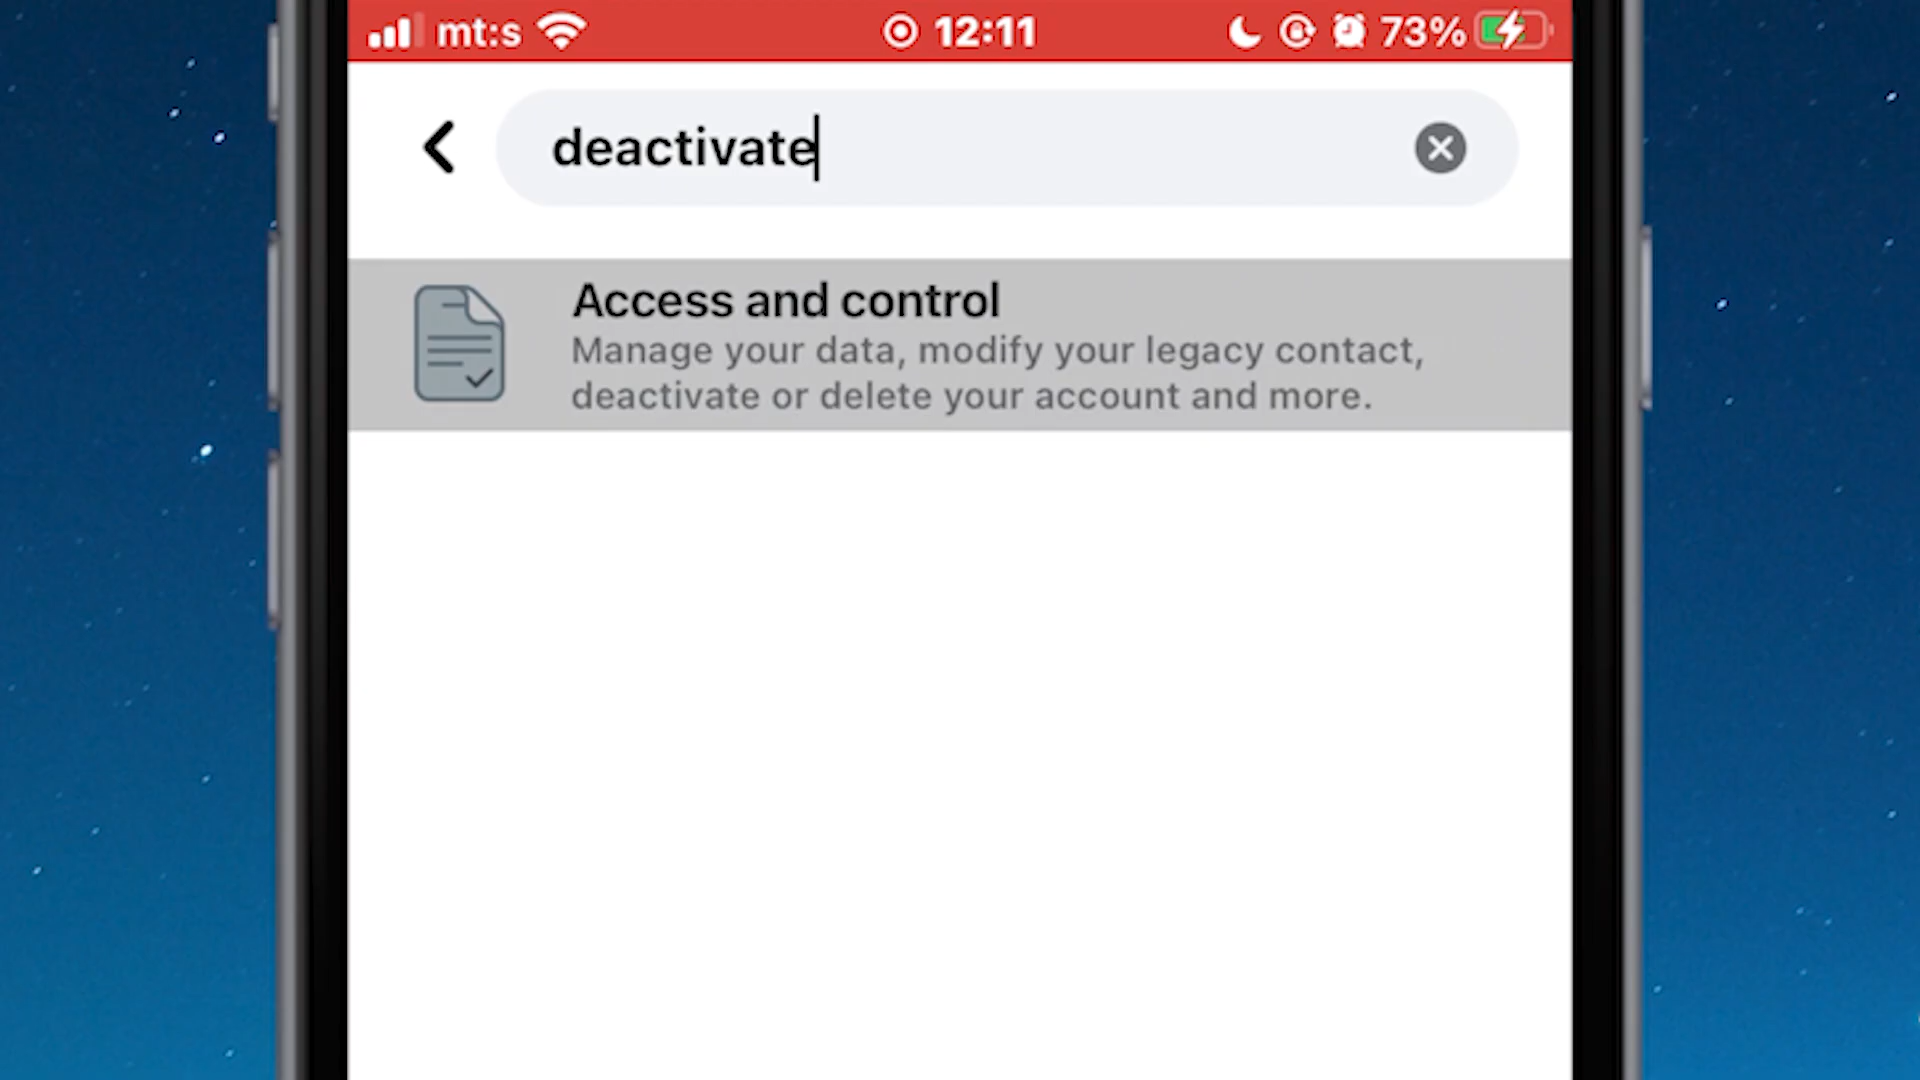 mt:s 12:11 73%
deactivate
Access and control
Manage your data, modify your legacy contact,
deactivate or delete your account and more.